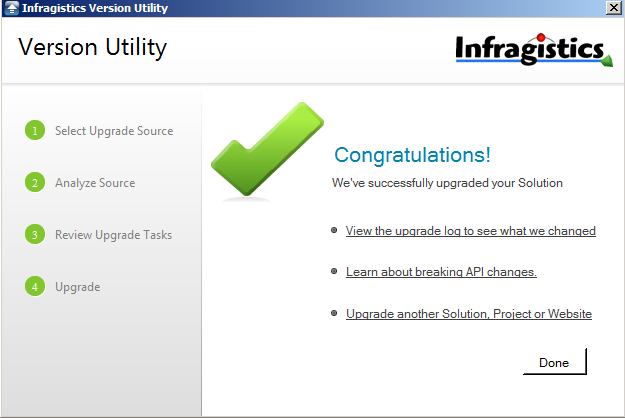 Infragistics Version Utility
Version Utility
Infragistics
1 Select Upgrade Source
2 Analyze Source
3 Review Upgrade Tasks
4 Upgrade
Congratulations!
We've successfully upgraded your Solution
View the upgrade log to see what we changed
Learn about breaking API changes.
Upgrade another Solution, Project or Website
Done